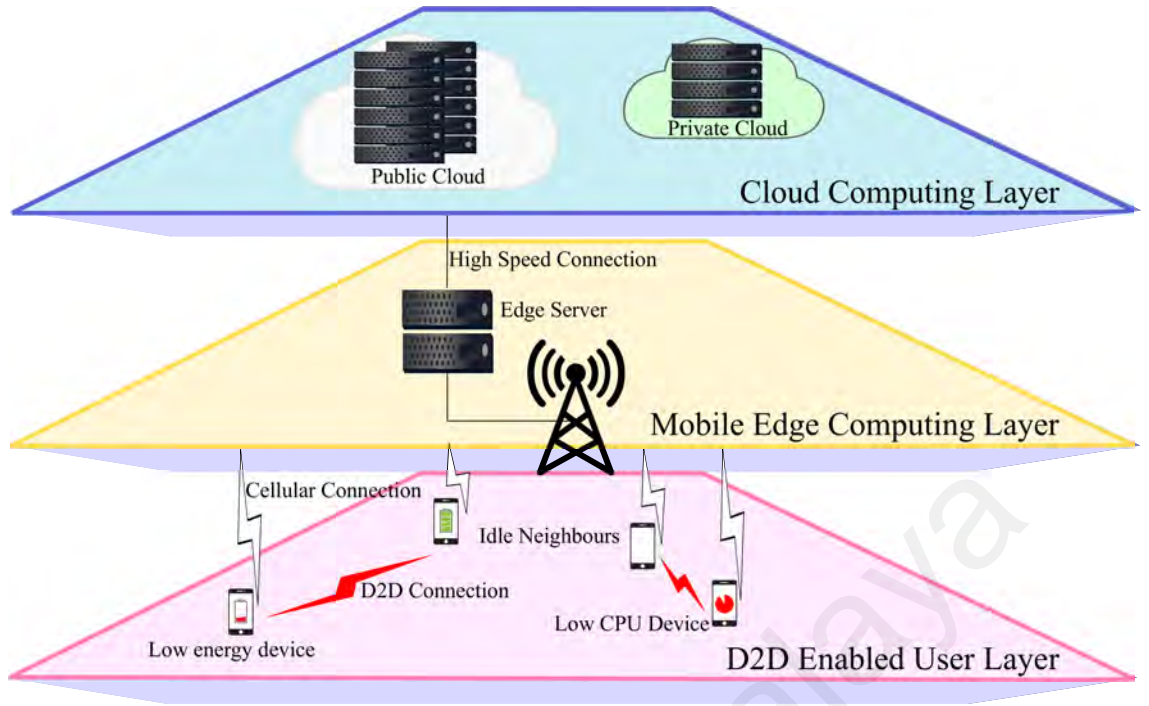 Public Cloud
Private Cloud
Cloud Computing Layer
High Speed Connection
Edge Server
Mobile Edge Computing Layer
Cellular Connection
Idle Neighbours
D2D Connection
Low CPU Device
Low energy device
D2D Enabled User Layer